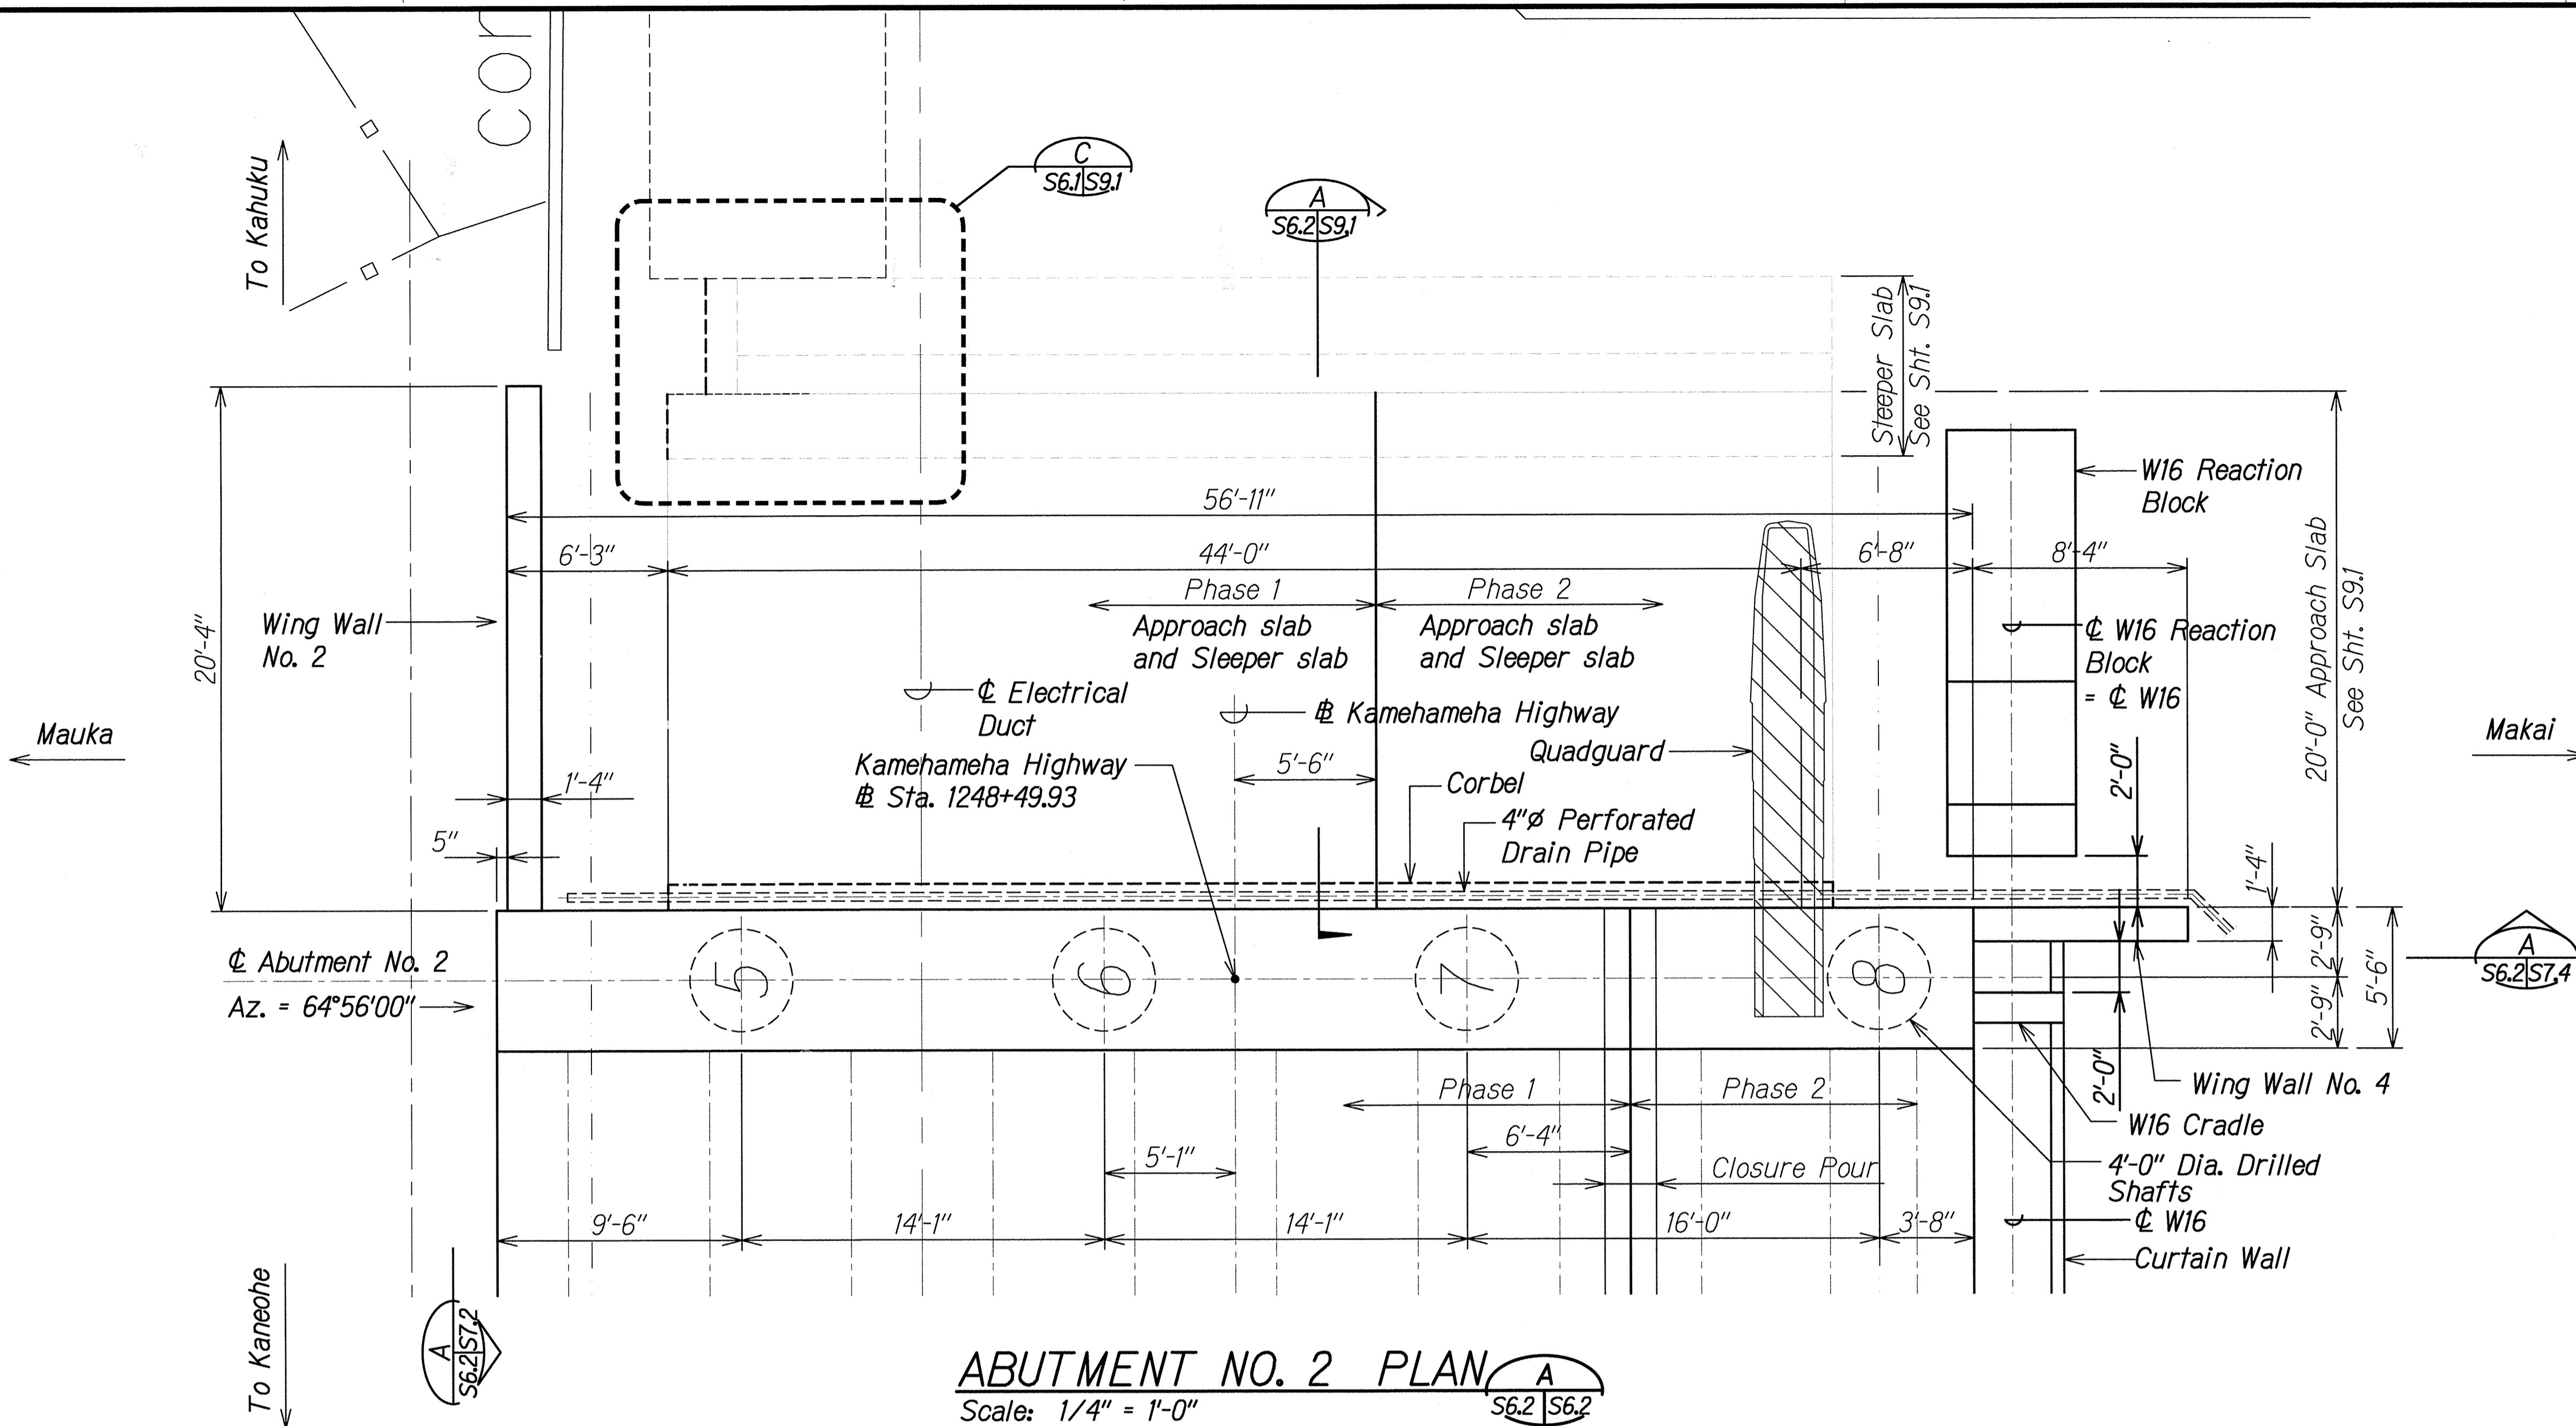 cor
To Kahuku
C
S6.1 S9.1
A
S6.2 S9.1
Sleeper Slab
See Sht. S9.1
56'-11"
W16 Reaction
Block
6'-3"
44'-0"
6'-8"
8'-4"
Phase 1
Phase 2
Approach slab
and Sleeper slab
Approach slab
and Sleeper slab
20'-4"
Wing Wall
No. 2
20'-0" Approach Slab
See Sht. S9.1
℄ W16 Reaction
Block
= ℄ W16
℄ Electrical
Duct
Kamehameha Highway
Mauka
Makai
Quadguard
Kamehameha Highway
Sta. 1248+49.93
5'-6"
1'-4"
Corbel
2'-0"
4"ø Perforated
Drain Pipe
5"
1'-4"
℄ Abutment No. 2
Az. = 64°56'00"
5
6
7
8
2'-9"
2'-9"
5'-6"
A
S6.2 S7.4
2'-0"
Phase 1
Phase 2
Wing Wall No. 4
W16 Cradle
6'-4"
5'-1"
Closure Pour
4'-0" Dia. Drilled
Shafts
9'-6"
14'-1"
14'-1"
16'-0"
3'-8"
℄ W16
Curtain Wall
To Kaneohe
A
S6.2 S7.2
ABUTMENT NO. 2 PLAN
A
S6.2 S6.2
Scale: 1/4" = 1'-0"